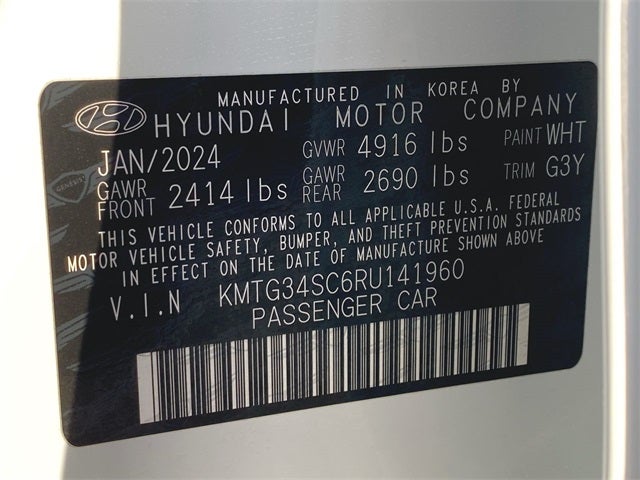 MANUFACTURED IN KOREA BY
HYUNDAI MOTOR COMPANY
JAN/2024 GVWR 4916 lbs PAINT WHT
GAWR FRONT 2414 lbs GAWR REAR 2690 lbs TRIM G3Y
THIS VEHICLE CONFORMS TO ALL APPLICABLE U.S.A. FEDERAL
MOTOR VEHICLE SAFETY, BUMPER, AND THEFT PREVENTION STANDARDS
IN EFFECT ON THE DATE OF MANUFACTURE SHOWN ABOVE
V.I.N KMTG34SC6RU141960
PASSENGER CAR
GENESIS